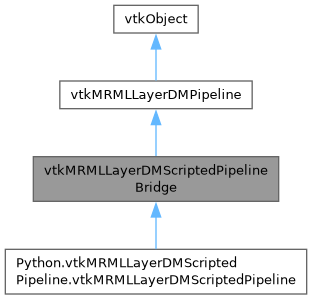 vtkObject
vtkMRMLLayerDMPipeline
vtkMRMLLayerDMScriptedPipeline
Bridge
Python.vtkMRMLLayerDMScripted
Pipeline.vtkMRMLLayerDMScriptedPipeline